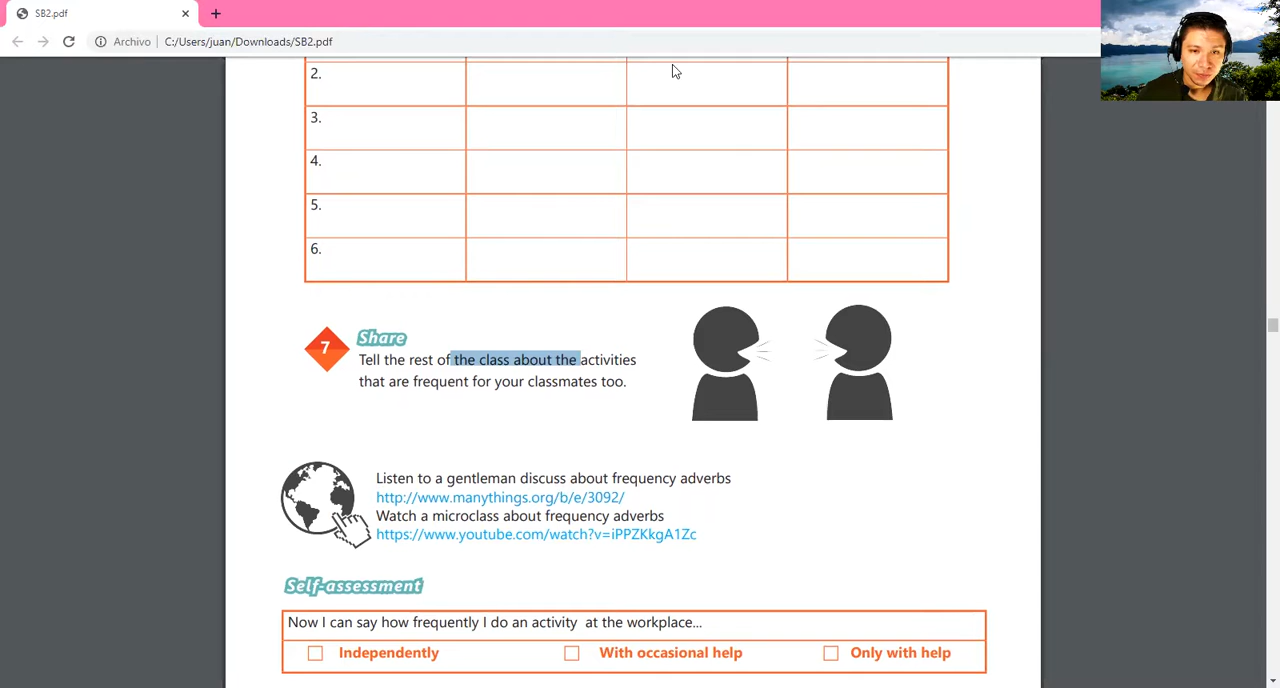 SB2.pdf
Archivo | C:/Users/juan/Downloads/SB2.pdf
2.
3.
4.
5.
6.
7
Share
Tell the rest of the class about the activities
that are frequent for your classmates too.
Listen to a gentleman discuss about frequency adverbs
http://www.manythings.org/b/e/3092/
Watch a microclass about frequency adverbs
https://www.youtube.com/watch?v=iPPZKkgA1Zc
Self-assessment
Now I can say how frequently I do an activity at the workplace...
Independently
With occasional help
Only with help